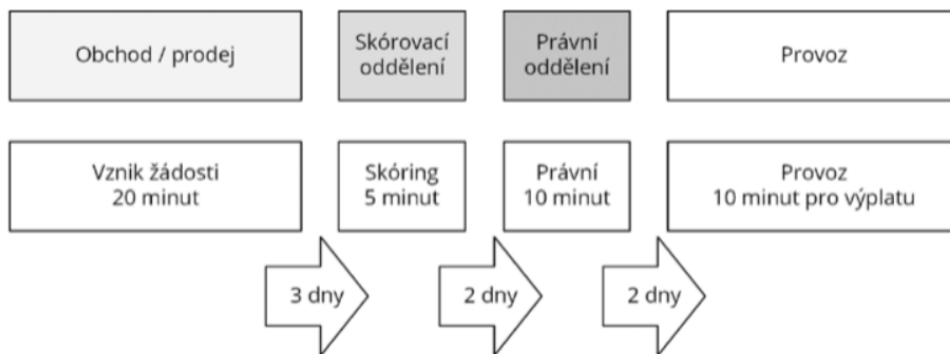 Obchod / prodej
Skórovací
oddělení
Právní
oddělení
Provoz
Vznik žádosti
20 minut
Skóring
5 minut
Právní
10 minut
Provoz
10 minut pro výplatu
3 dny
2 dny
2 dny